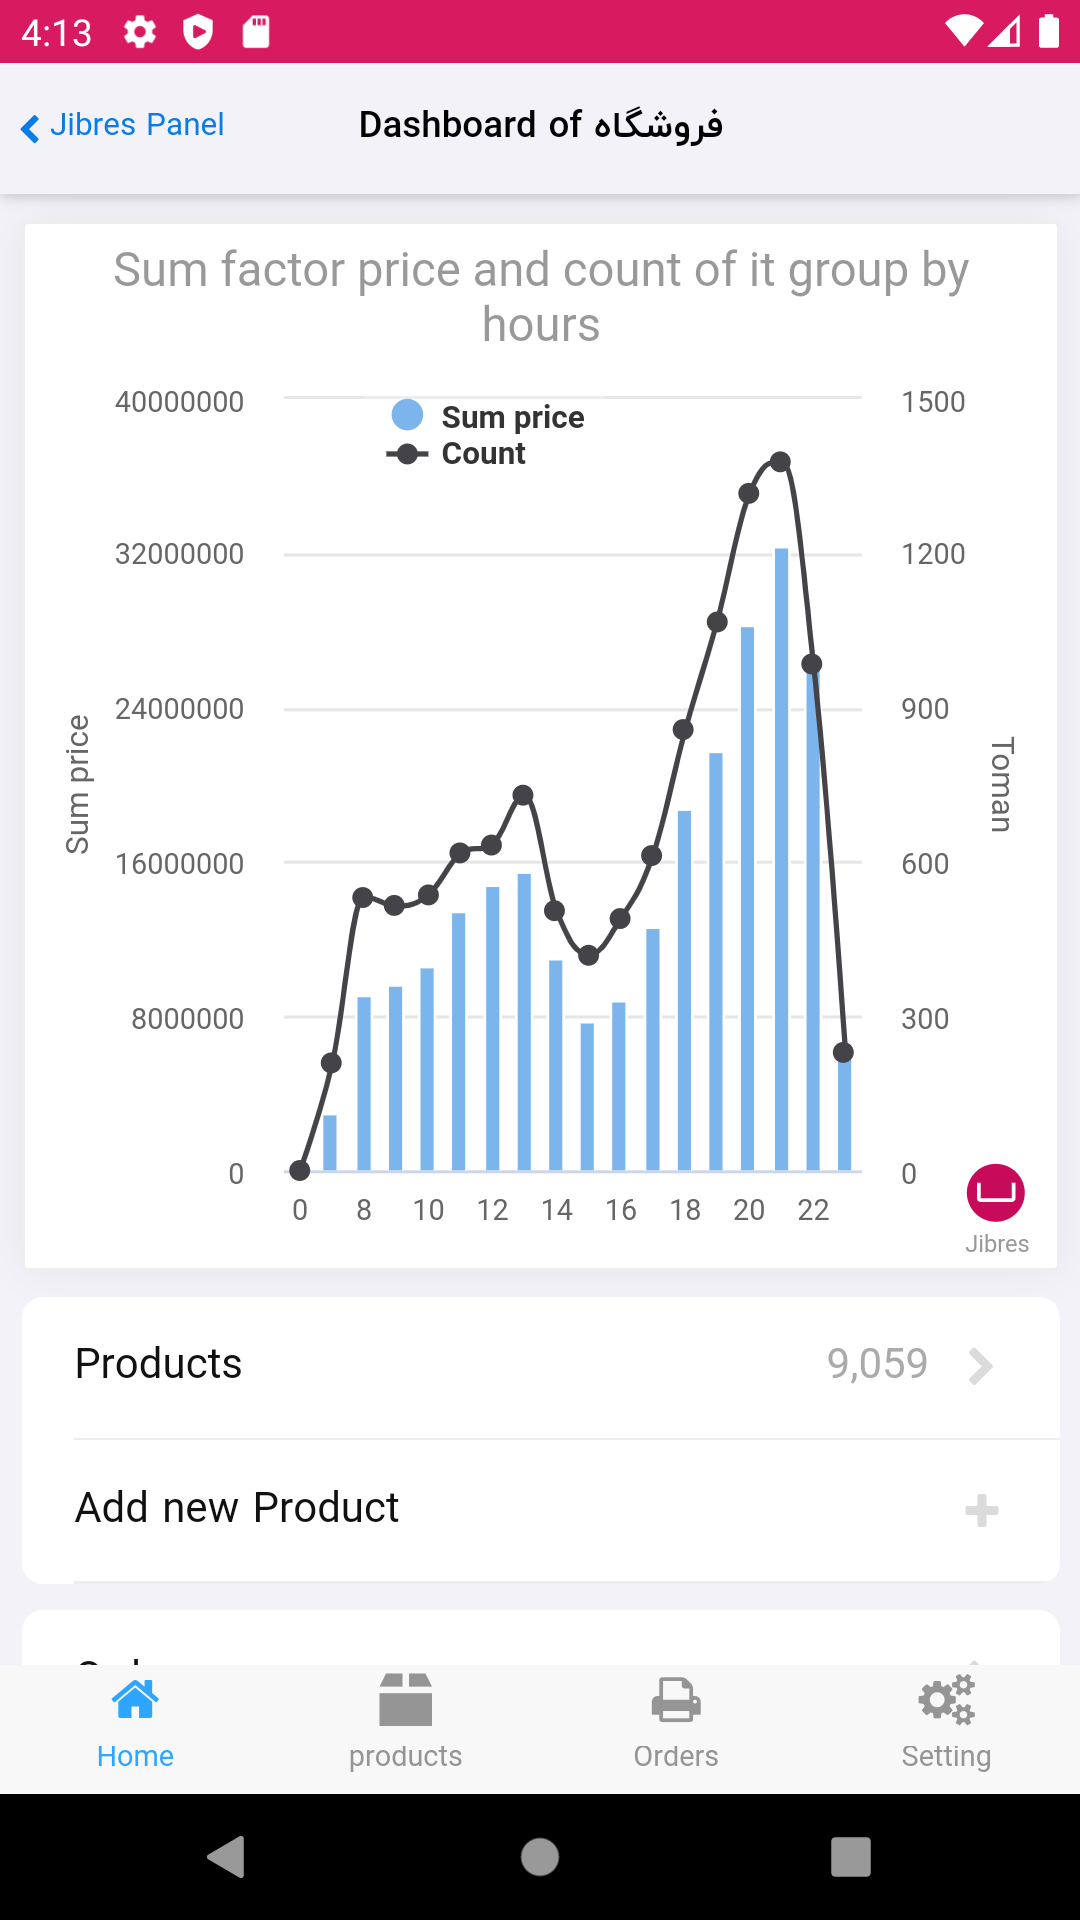 4:13
Jibres Panel
Dashboard of فروشگاه
Sum factor price and count of it group by
hours
Sum price
Count
40000000
32000000
24000000
16000000
8000000
0
Sum price
1500
1200
900
600
300
0
Toman
0 8 10 12 14 16 18 20 22
Jibres
Products 9,059
Add new Product
Home products Orders Setting